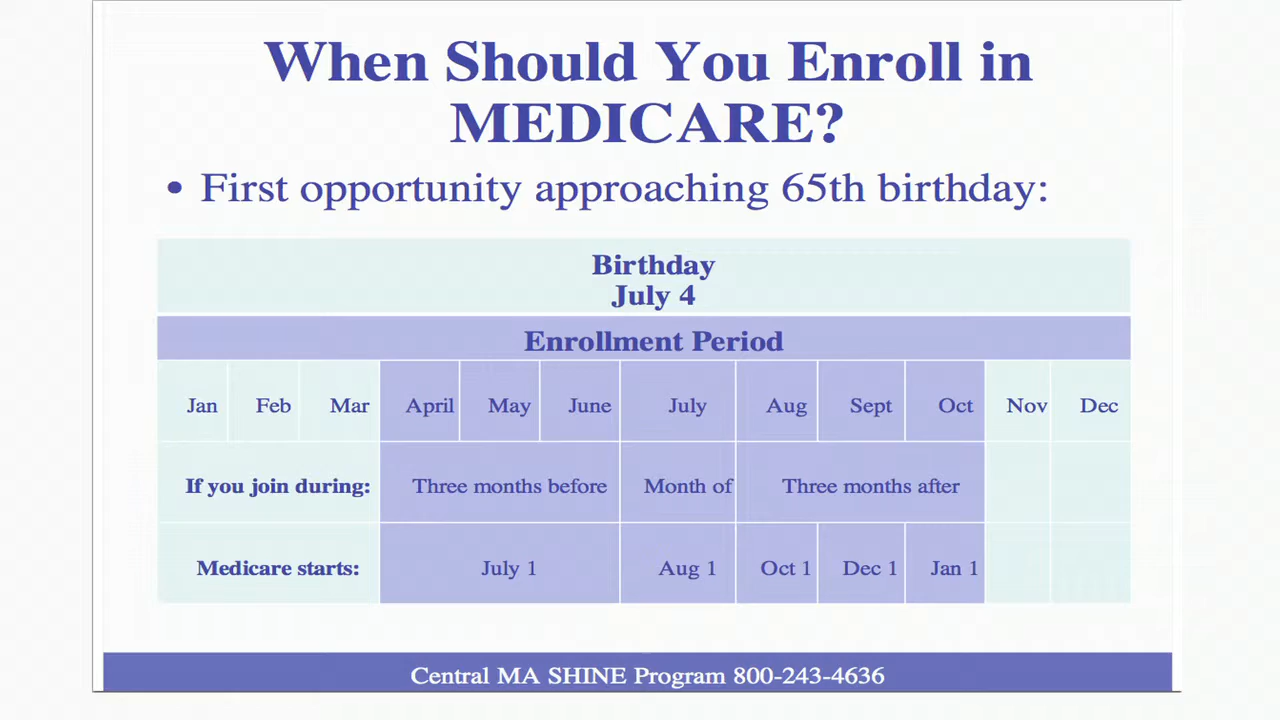 When Should You Enroll in
MEDICARE?
• First opportunity approaching 65th birthday:
Birthday
July 4
Enrollment Period
Jan Feb Mar April May June July Aug Sept Oct Nov Dec
If you join during: Three months before Month of Three months after
Medicare starts: July 1 Aug 1 Oct 1 Dec 1 Jan 1
Central MA SHINE Program 800-243-4636